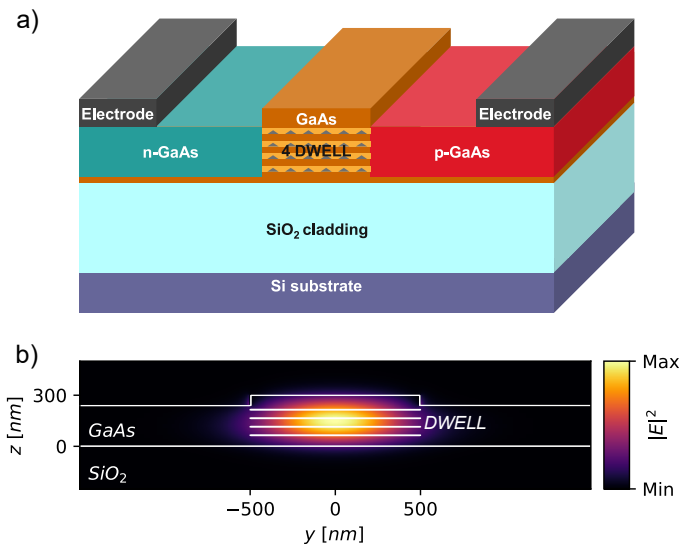 a)
Electrode
GaAs
Electrode
n-GaAs
4 DWELL
p-GaAs
SiO₂ cladding
Si substrate
b)
z [nm]
300
0
GaAs
DWELL
SiO₂
−500
0
500
y [nm]
Max
|E|²
Min